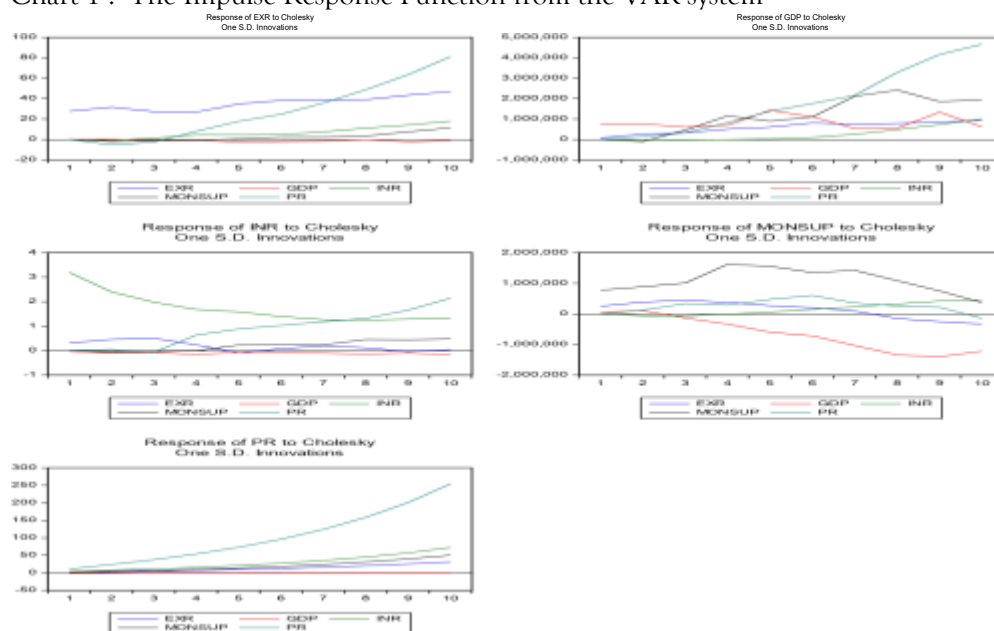 Chart 1 : The Impulse Response Function from the VAR system
Response of EXR to Cholesky
One S.D. Innovations
100
80
60
40
20
0
-20
1 2 3 4 5 6 7 8 9 10
EXR GDP INR
MONSUP PR
Response of GDP to Cholesky
One S.D. Innovations
5,000,000
4,000,000
3,000,000
2,000,000
1,000,000
0
-1,000,000
1 2 3 4 5 6 7 8 9 10
EXR GDP INR
MONSUP PR
Response of INR to Cholesky
One S.D. Innovations
4
3
2
1
0
-1
1 2 3 4 5 6 7 8 9 10
EXR GDP INR
MONSUP PR
Response of MONSUP to Cholesky
One S.D. Innovations
2,000,000
1,000,000
0
-1,000,000
-2,000,000
1 2 3 4 5 6 7 8 9 10
EXR GDP INR
MONSUP PR
Response of PR to Cholesky
One S.D. Innovations
300
250
200
150
100
50
0
-50
1 2 3 4 5 6 7 8 9 10
EXR GDP INR
MONSUP PR